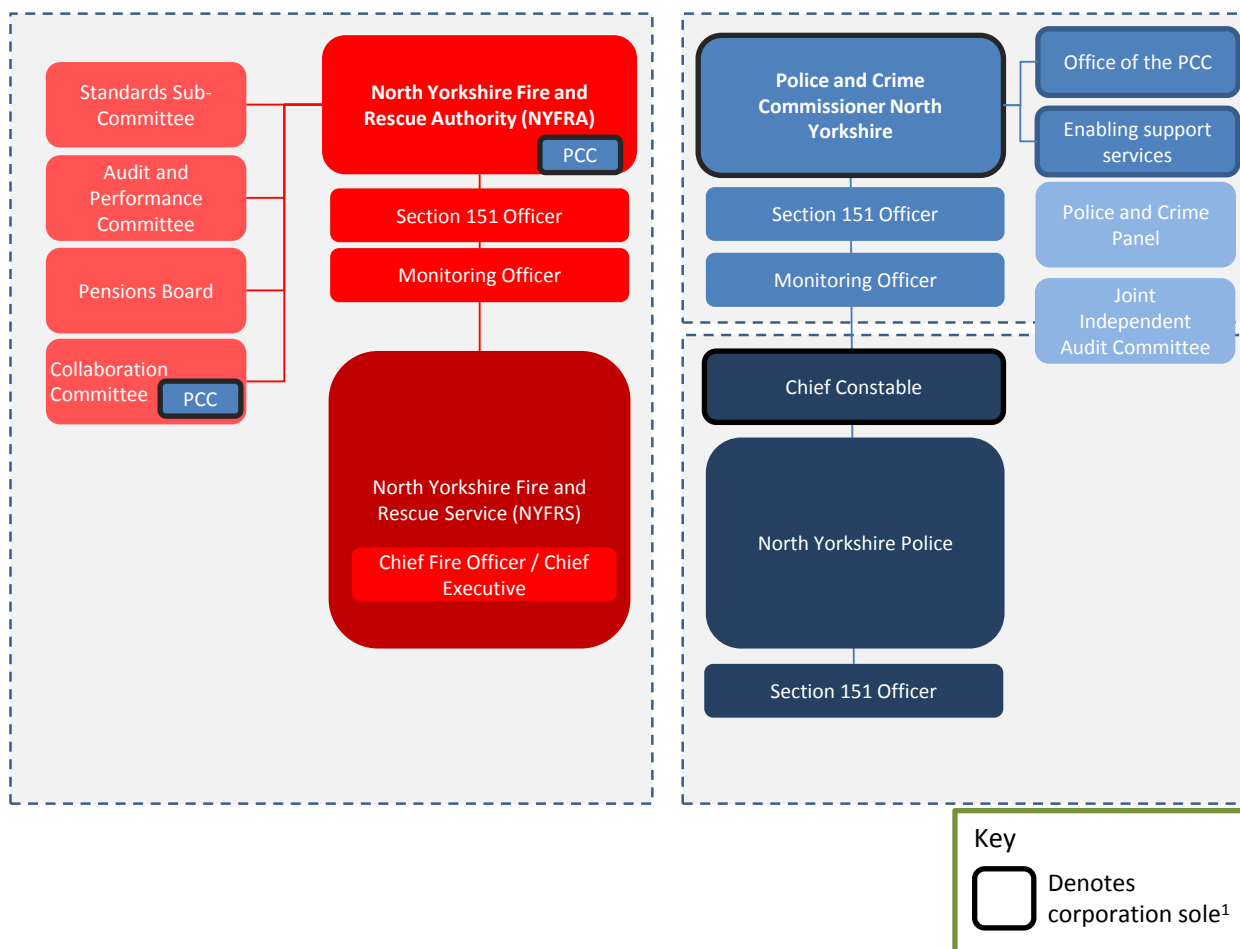 Standards Sub-
Committee
Audit and
Performance
Committee
Pensions Board
Collaboration
Committee
PCC
North Yorkshire Fire and
Rescue Authority (NYFRA)
PCC
Section 151 Officer
Monitoring Officer
North Yorkshire Fire and
Rescue Service (NYFRS)
Chief Fire Officer / Chief
Executive
Police and Crime
Commissioner North
Yorkshire
Section 151 Officer
Monitoring Officer
Office of the PCC
Enabling support
services
Police and Crime
Panel
Joint
Independent
Audit Committee
Chief Constable
North Yorkshire Police
Section 151 Officer
Key
Denotes
corporation sole¹